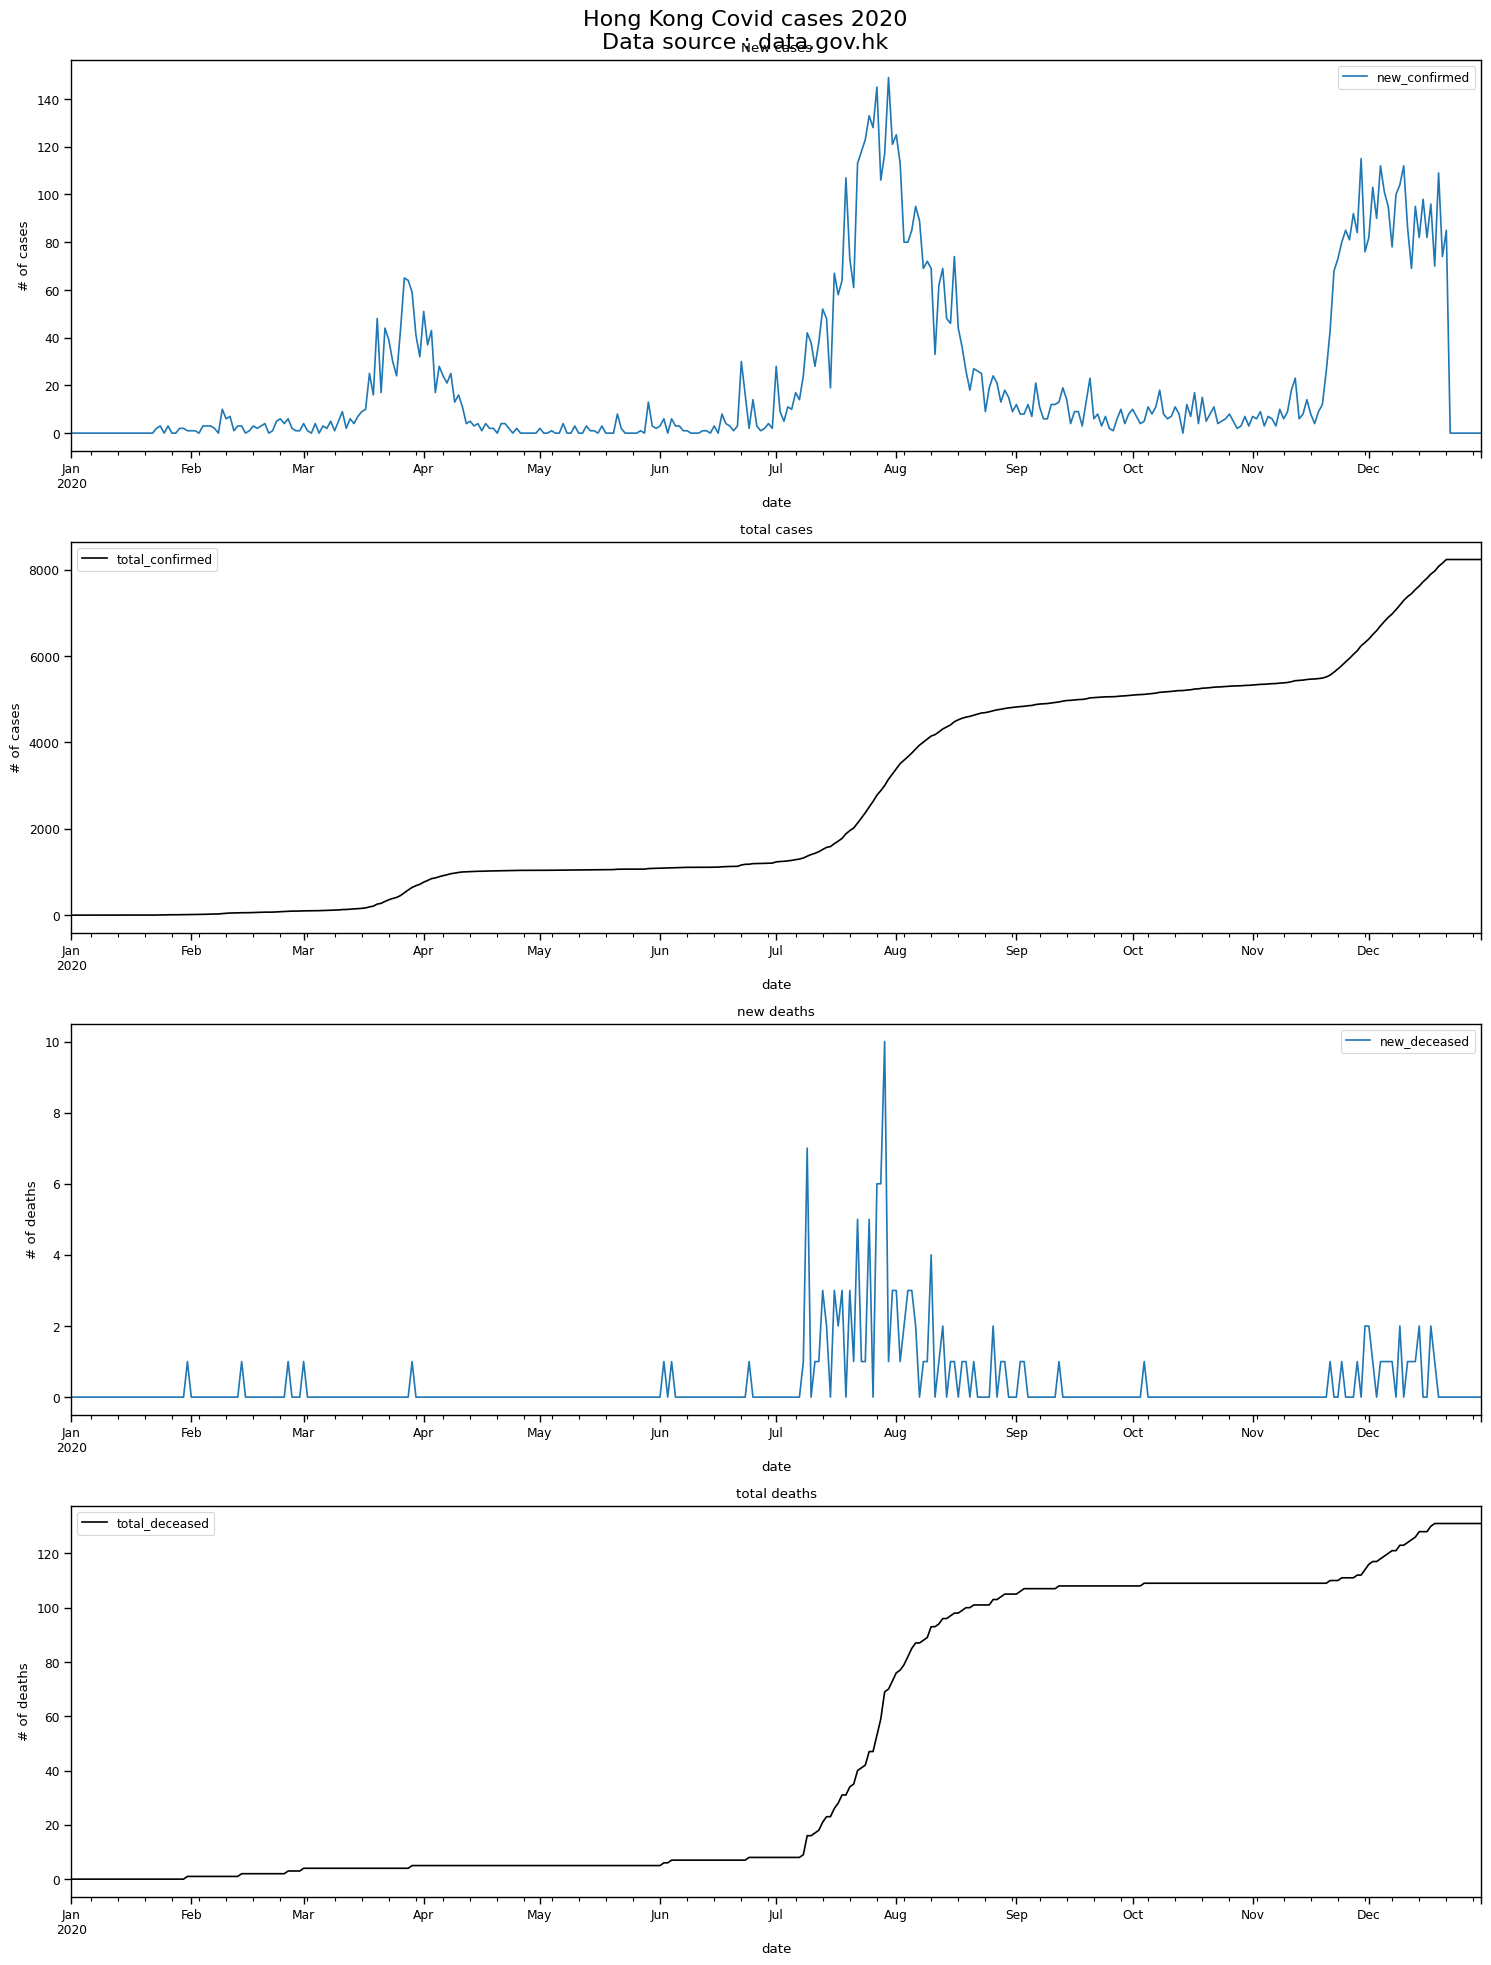 Hong Kong Covid cases 2020
Data source : data.gov.hk
New cases
new_confirmed
140
120
100
80
60
40
20
0
# of cases
Jan Feb Mar Apr May Jun Jul Aug Sep Oct Nov Dec
2020
date
total cases
total_confirmed
8000
6000
4000
2000
0
# of cases
Jan Feb Mar Apr May Jun Jul Aug Sep Oct Nov Dec
2020
date
new deaths
new_deceased
10
8
6
4
2
0
# of deaths
Jan Feb Mar Apr May Jun Jul Aug Sep Oct Nov Dec
2020
date
total deaths
total_deceased
120
100
80
60
40
20
0
# of deaths
Jan Feb Mar Apr May Jun Jul Aug Sep Oct Nov Dec
2020
date